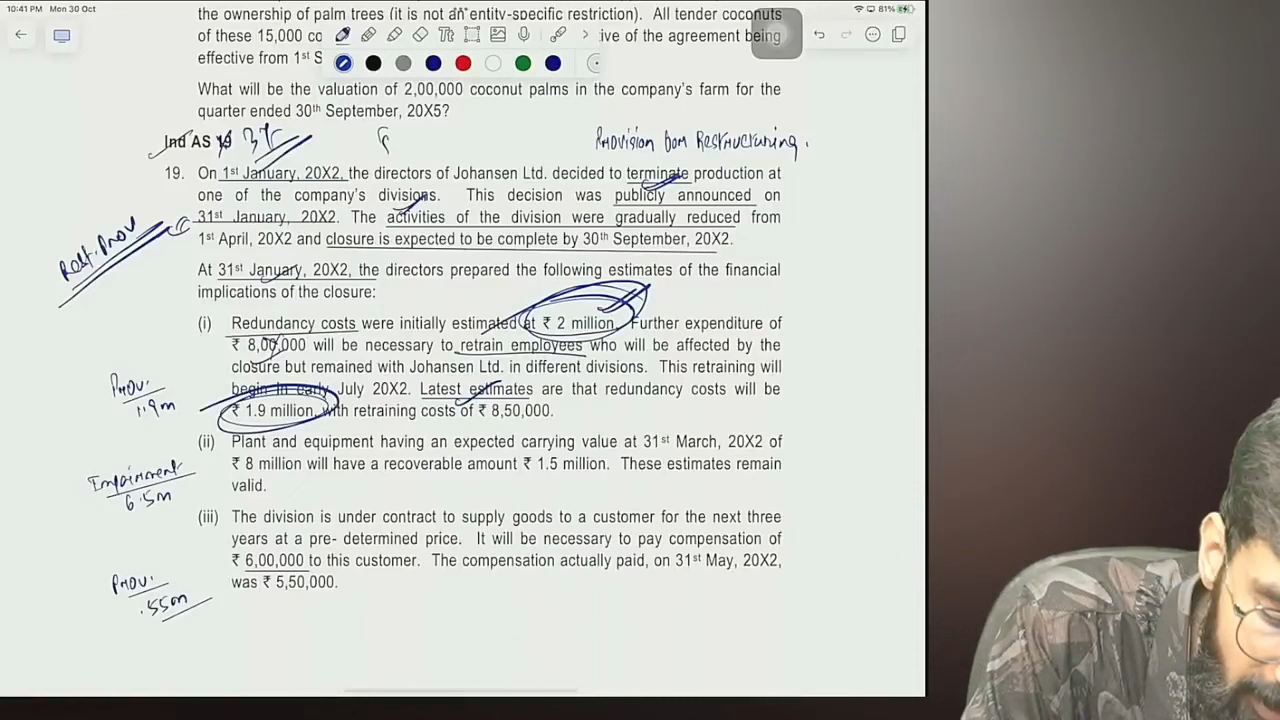 10:41 PM Mon 30 Oct
81%
the ownership of palm trees (it is not an entity-specific restriction). All tender coconuts
of these 15,000 co
ive of the agreement being
effective from 1st S
What will be the valuation of 2,00,000 coconut palms in the company's farm for the
quarter ended 30th September, 20X5?
Ind AS 19 37
Provision for Restructuring.
19. On 1st January, 20X2, the directors of Johansen Ltd. decided to terminate production at
one of the company's divisions. This decision was publicly announced on
31st January, 20X2. The activities of the division were gradually reduced from
1st April, 20X2 and closure is expected to be complete by 30th September, 20X2.
Rest. Prov
At 31st January, 20X2, the directors prepared the following estimates of the financial
implications of the closure:
(i) Redundancy costs were initially estimated at ₹ 2 million. Further expenditure of
₹ 8,00,000 will be necessary to retrain employees who will be affected by the
closure but remained with Johansen Ltd. in different divisions. This retraining will
begin in early July 20X2. Latest estimates are that redundancy costs will be
₹ 1.9 million, with retraining costs of ₹ 8,50,000.
Prov.
1.9m
(ii) Plant and equipment having an expected carrying value at 31st March, 20X2 of
₹ 8 million will have a recoverable amount ₹ 1.5 million. These estimates remain
valid.
Impairment
6.5m
(iii) The division is under contract to supply goods to a customer for the next three
years at a pre- determined price. It will be necessary to pay compensation of
₹ 6,00,000 to this customer. The compensation actually paid, on 31st May, 20X2,
was ₹ 5,50,000.
Prov.
.55m